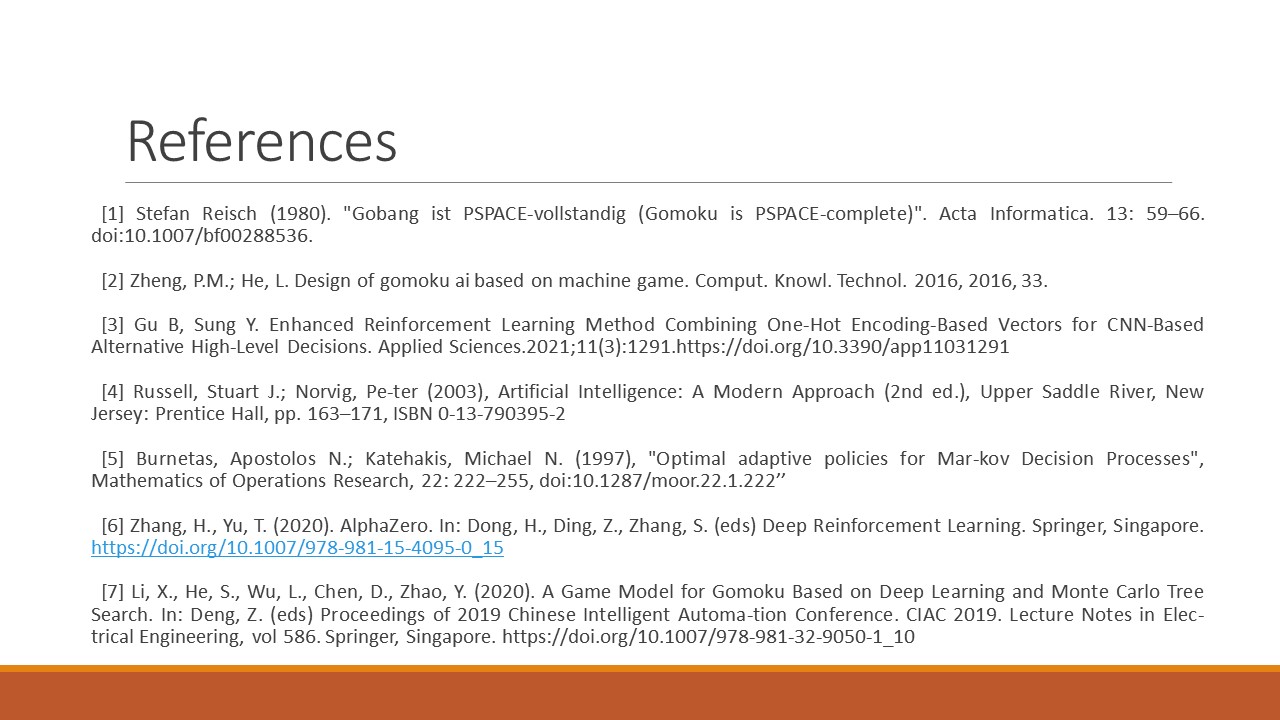 References
[1] Stefan Reisch (1980). "Gobang ist PSPACE-vollstandig (Gomoku is PSPACE-complete)". Acta Informatica. 13: 59–66.
doi:10.1007/bf00288536.
[2] Zheng, P.M.; He, L. Design of gomoku ai based on machine game. Comput. Knowl. Technol. 2016, 2016, 33.
[3] Gu B, Sung Y. Enhanced Reinforcement Learning Method Combining One-Hot Encoding-Based Vectors for CNN-Based
Alternative High-Level Decisions. Applied Sciences.2021;11(3):1291.https://doi.org/10.3390/app11031291
[4] Russell, Stuart J.; Norvig, Pe-ter (2003), Artificial Intelligence: A Modern Approach (2nd ed.), Upper Saddle River, New
Jersey: Prentice Hall, pp. 163–171, ISBN 0-13-790395-2
[5] Burnetas, Apostolos N.; Katehakis, Michael N. (1997), "Optimal adaptive policies for Mar-kov Decision Processes",
Mathematics of Operations Research, 22: 222–255, doi:10.1287/moor.22.1.222”
[6] Zhang, H., Yu, T. (2020). AlphaZero. In: Dong, H., Ding, Z., Zhang, S. (eds) Deep Reinforcement Learning. Springer, Singapore.
https://doi.org/10.1007/978-981-15-4095-0_15
[7] Li, X., He, S., Wu, L., Chen, D., Zhao, Y. (2020). A Game Model for Gomoku Based on Deep Learning and Monte Carlo Tree
Search. In: Deng, Z. (eds) Proceedings of 2019 Chinese Intelligent Automa-tion Conference. CIAC 2019. Lecture Notes in Elec-
trical Engineering, vol 586. Springer, Singapore. https://doi.org/10.1007/978-981-32-9050-1_10